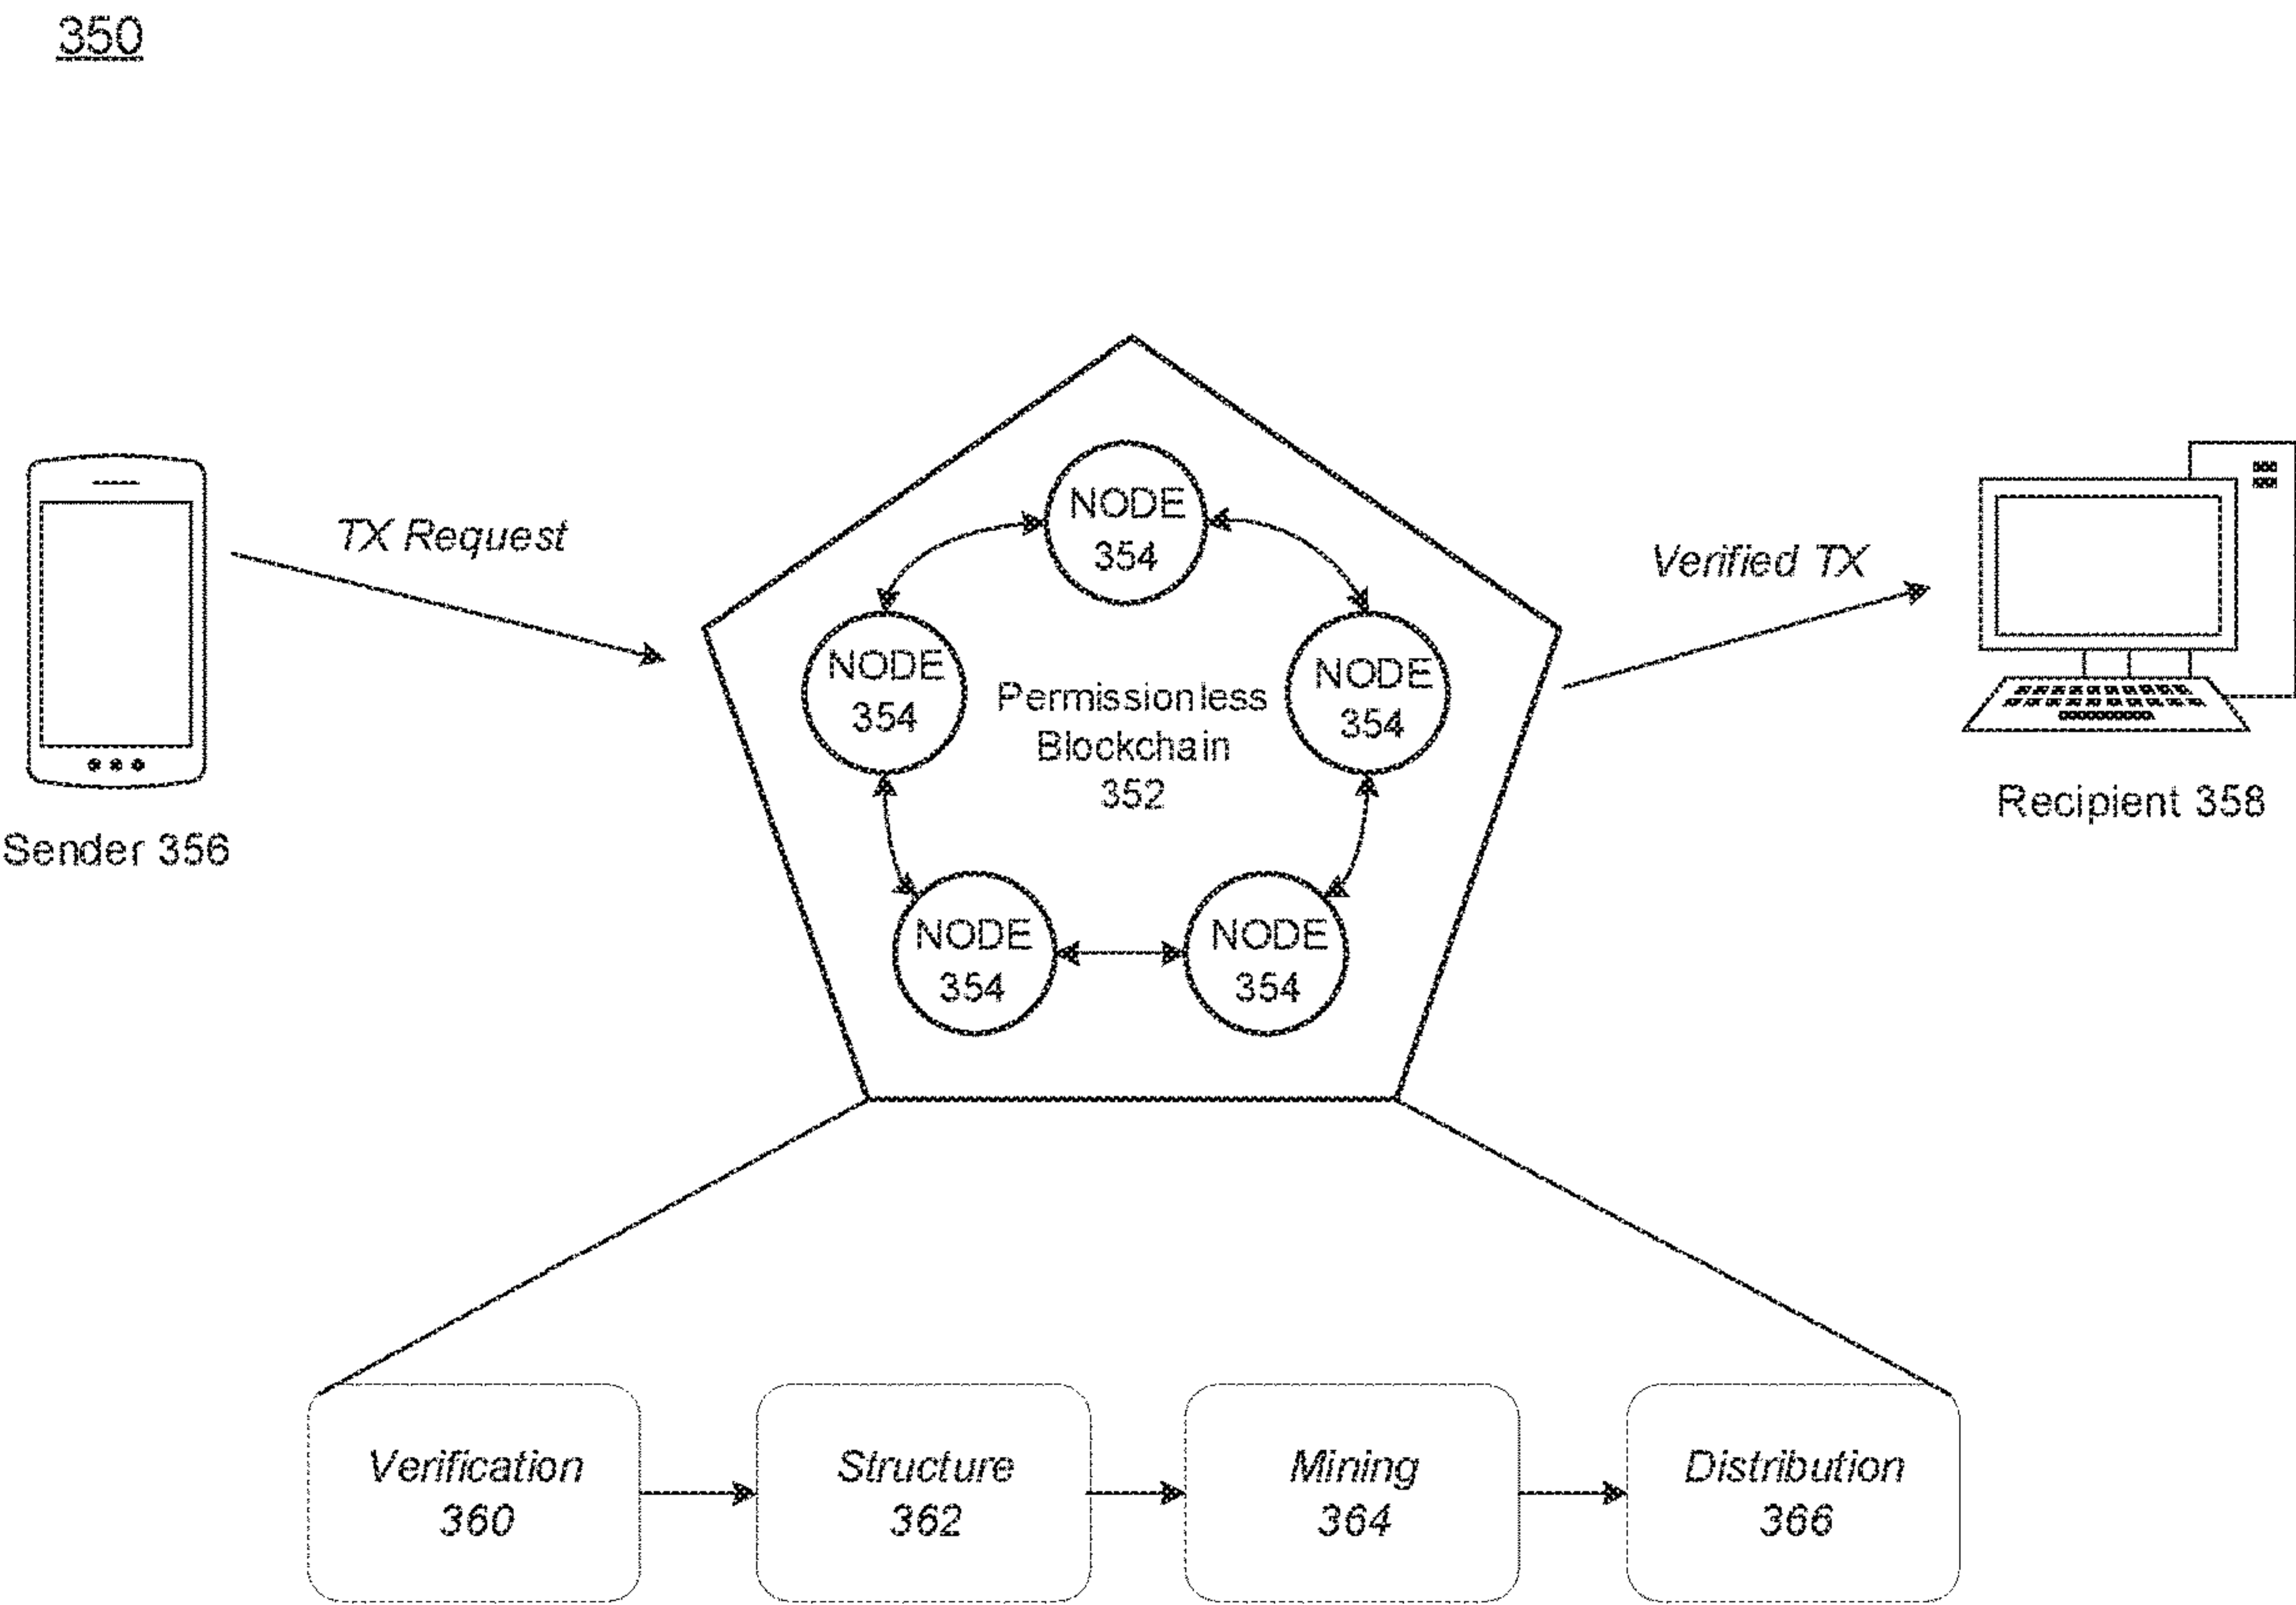 350
TX Request
Verified TX
NODE
354
NODE
354
NODE
354
Permissionless
Blockchain
352
NODE
354
NODE
354
Sender 356
Recipient 358
Verification
360
Structure
362
Mining
364
Distribution
366